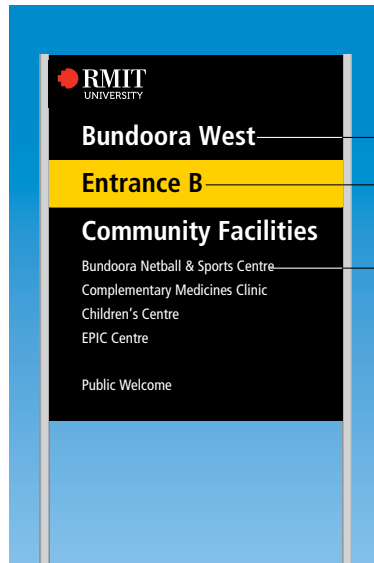 RMIT
UNIVERSITY
Bundoora West
Entrance B
Community Facilities
Bundoora Netball & Sports Centre
Complementary Medicines Clinic
Children's Centre
EPIC Centre
Public Welcome